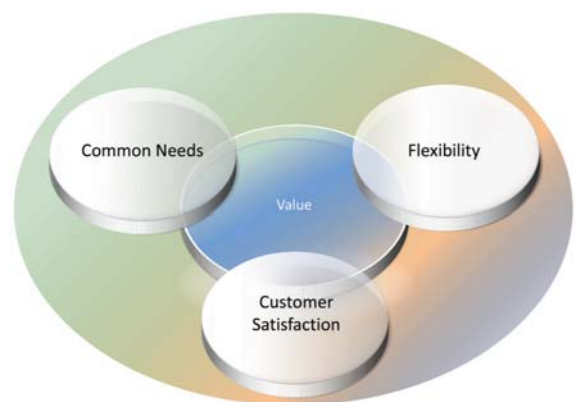 Common Needs
Flexibility
Value
Customer
Satisfaction